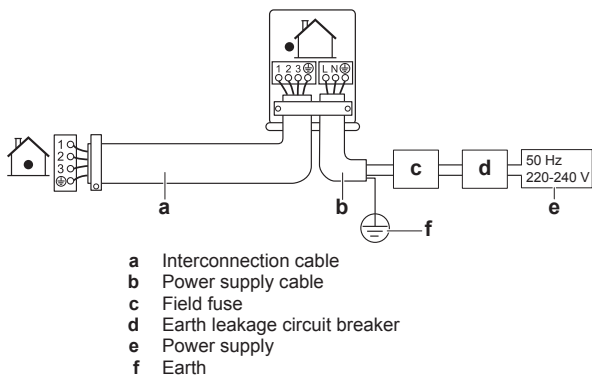 1 2 3 ⏚ L N ⏚
1
2
3
⏚
50 Hz
220-240 V
a b c d e f
a Interconnection cable
b Power supply cable
c Field fuse
d Earth leakage circuit breaker
e Power supply
f Earth